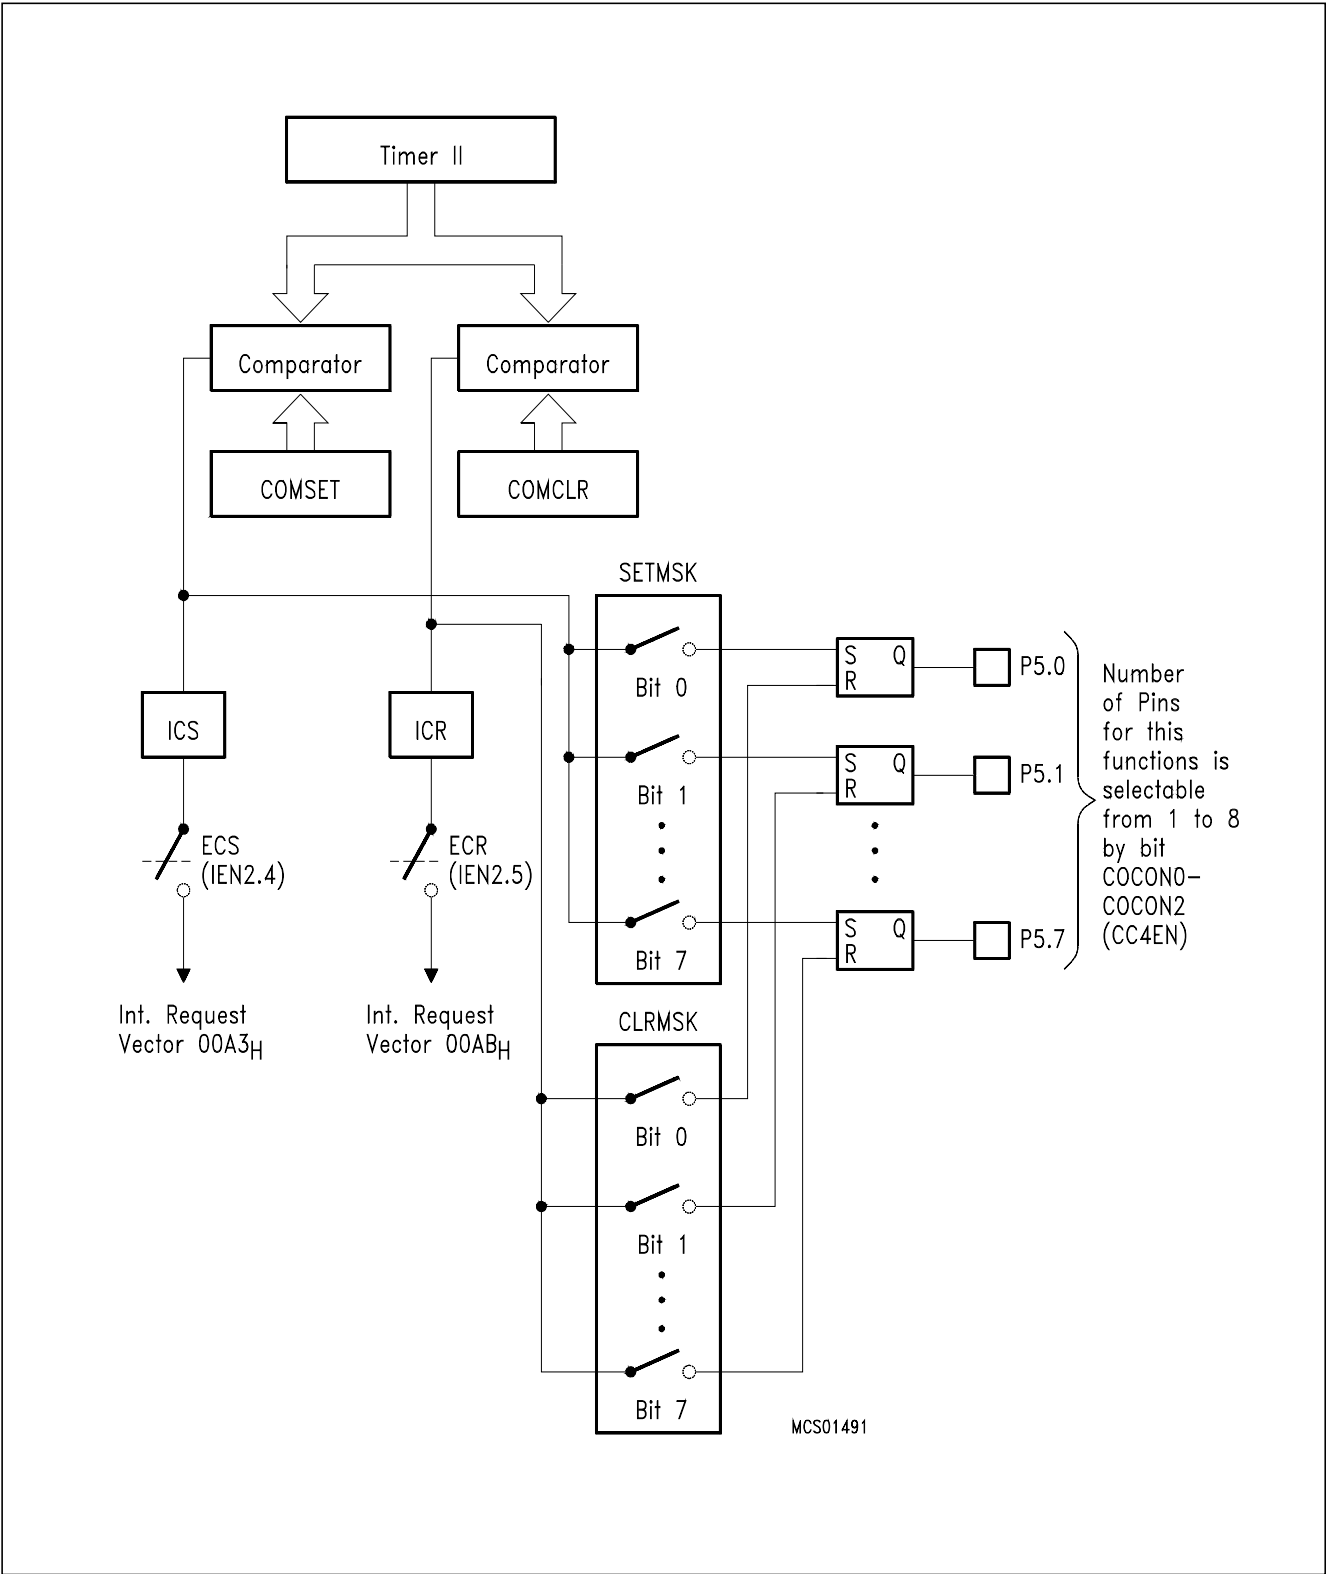 Timer II
Comparator
Comparator
COMSET
COMCLR
SETMSK
Bit 0
Bit 1
Bit 7
S Q
R
P5.0
S Q
R
P5.1
S Q
R
P5.7
Number
of Pins
for this
functions is
selectable
from 1 to 8
by bit
COCON0-
COCON2
(CC4EN)
ICS
ICR
ECS
(IEN2.4)
ECR
(IEN2.5)
Int. Request
Vector 00A3H
Int. Request
Vector 00ABH
CLRMSK
Bit 0
Bit 1
Bit 7
MCS01491